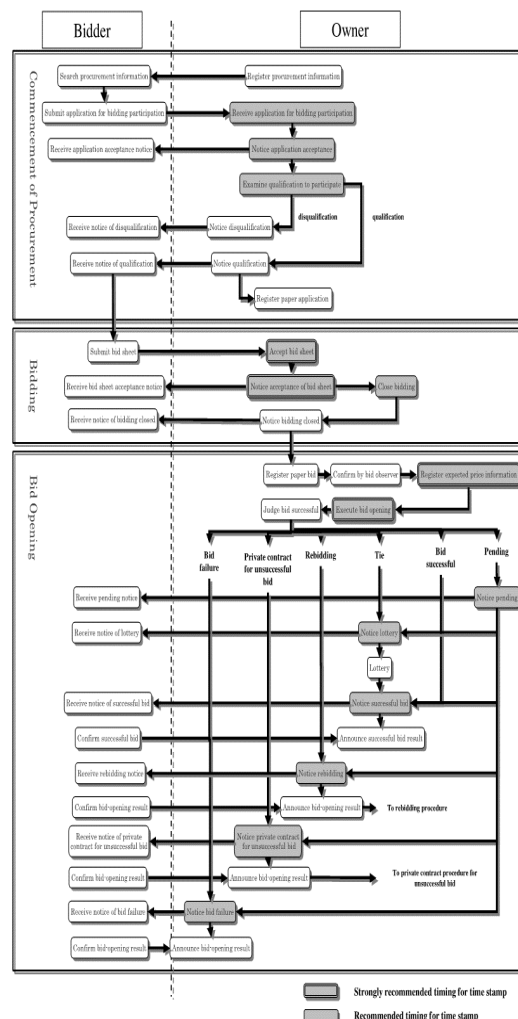 Bidder
Owner
Commencement of Procurement
Search procurement information
Register procurement information
Submit application for bidding participation
Receive application for bidding participation
Receive application acceptance notice
Notice application acceptance
Examine qualification to participate
disqualification
qualification
Receive notice of disqualification
Notice disqualification
Receive notice of qualification
Notice qualification
Register paper application
Bidding
Submit bid sheet
Accept bid sheet
Receive bid sheet acceptance notice
Notice acceptance of bid sheet
Close bidding
Receive notice of bidding closed
Notice bidding closed
Bid Opening
Register paper bid
Confirm by bid observer
Register expected price information
Judge bid successful
Execute bid opening
Bid
failure
Private contract
for unsuccessful
bid
Rebidding
Tie
Bid
successful
Pending
Receive pending notice
Notice pending
Receive notice of lottery
Notice lottery
Lottery
Receive notice of successful bid
Notice successful bid
Confirm successful bid
Announce successful bid result
Receive rebidding notice
Notice rebidding
Confirm bid-opening result
Announce bid-opening result
To rebidding procedure
Receive notice of private
contract for unsuccessful bid
Notice private contract
for unsuccessful bid
Confirm bid-opening result
Announce bid-opening result
To private contract procedure for
unsuccessful bid
Receive notice of bid failure
Notice bid failure
Confirm bid-opening result
Announce bid-opening result
Strongly recommended timing for time stamp
Recommended timing for time stamp